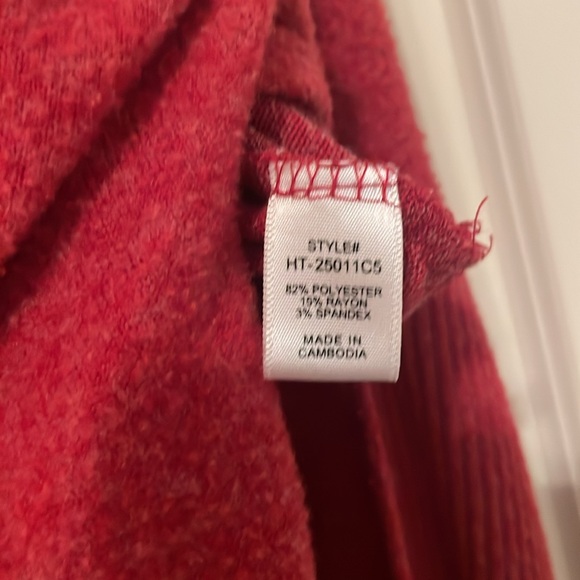 STYLE#
HT-25011C5
82% POLYESTER
15% RAYON
3% SPANDEX
MADE IN
CAMBODIA